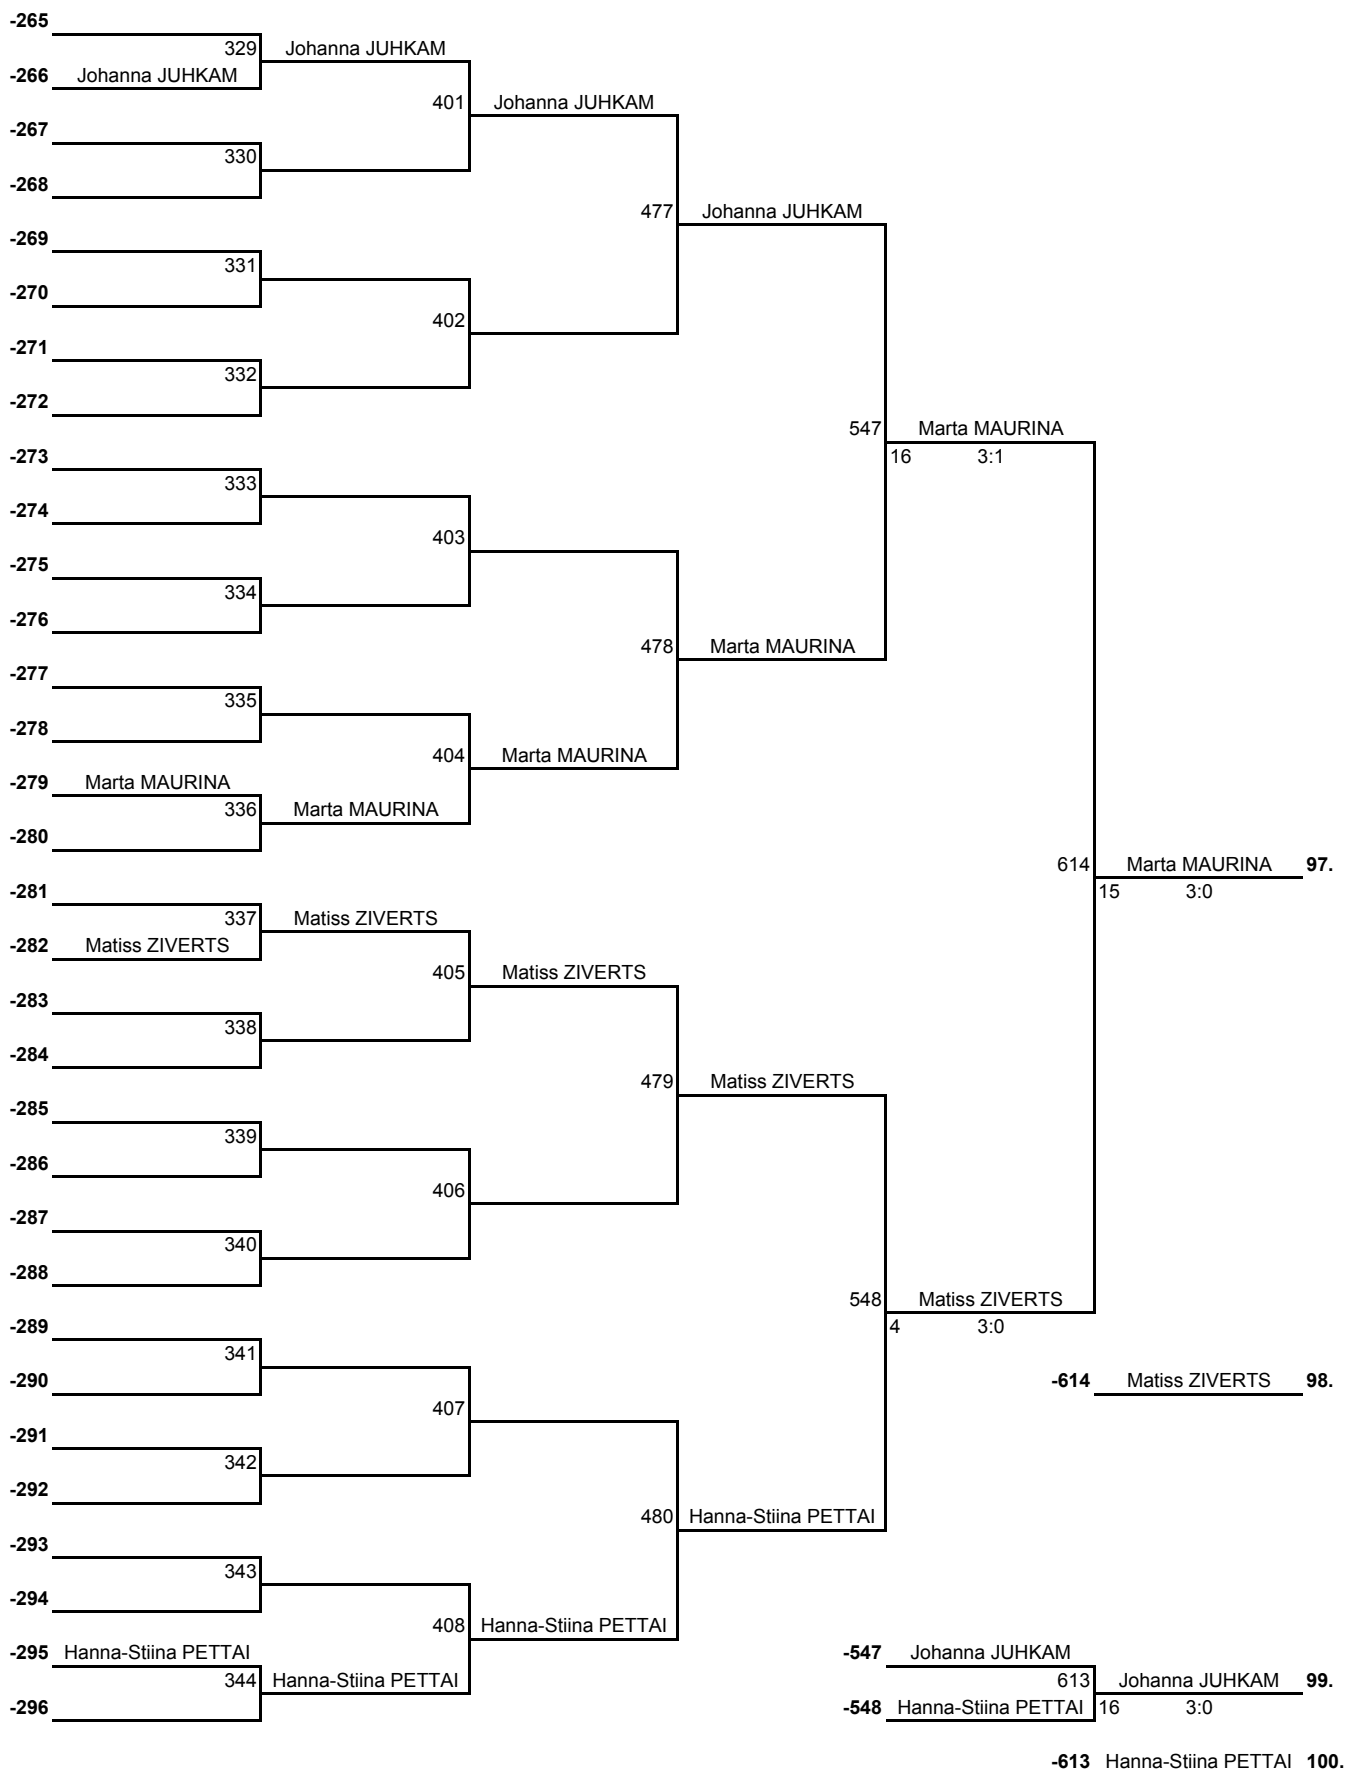 -265
329 Johanna JUHKAM
-266 Johanna JUHKAM
401 Johanna JUHKAM
-267
330
-268
477 Johanna JUHKAM
-269
331
-270
402
-271
332
-272
547 Marta MAURINA
-273
16 3:1
333
-274
403
-275
334
-276
478 Marta MAURINA
-277
335
-278
404 Marta MAURINA
-279 Marta MAURINA
336 Marta MAURINA
-280
614 Marta MAURINA 97.
-281
15 3:0
337 Matiss ZIVERTS
-282 Matiss ZIVERTS
405 Matiss ZIVERTS
-283
338
-284
479 Matiss ZIVERTS
-285
339
-286
406
-287
340
-288
548 Matiss ZIVERTS
-289
4 3:0
341
-290
-614 Matiss ZIVERTS 98.
407
-291
342
-292
480 Hanna-Stiina PETTAI
-293
343
-294
408 Hanna-Stiina PETTAI
-295 Hanna-Stiina PETTAI
-547 Johanna JUHKAM
344 Hanna-Stiina PETTAI
613 Johanna JUHKAM 99.
-296
-548 Hanna-Stiina PETTAI
16 3:0
-613 Hanna-Stiina PETTAI 100.